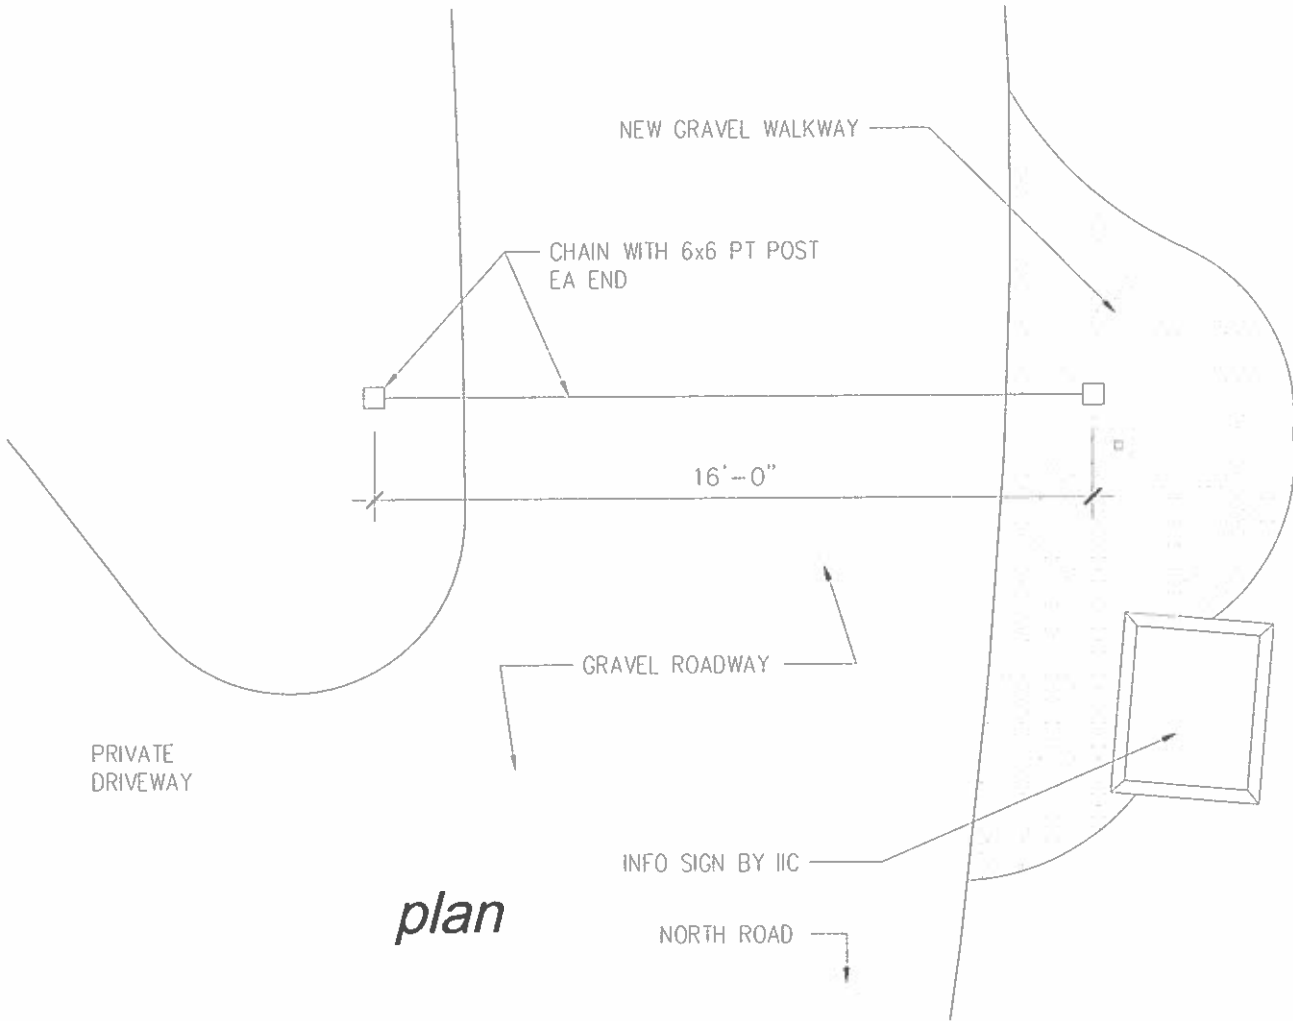 NEW GRAVEL WALKWAY
CHAIN WITH 6x6 PT POST
EA END
16'-0"
GRAVEL ROADWAY
PRIVATE
DRIVEWAY
INFO SIGN BY IIC
plan
NORTH ROAD